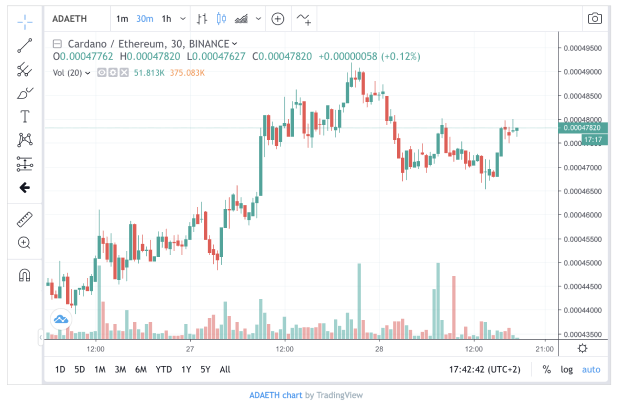 ADAETH 1m 30m 1h
Cardano / Ethereum, 30, BINANCE
O0.00047762 H0.00047820 L0.00047627 C0.00047820 +0.00000058 (+0.12%)
Vol (20) 51.813K 375.083K
0.00049500
0.00049000
0.00048500
0.00048000
0.00047820
17:17
0.00047000
0.00046500
0.00046000
0.00045500
0.00045000
0.00044500
0.00044000
0.00043500
12:00 27 12:00 28 12:00 21:00
1D 5D 1M 3M 6M YTD 1Y 5Y All 17:42:42 (UTC+2) % log auto
ADAETH chart by TradingView